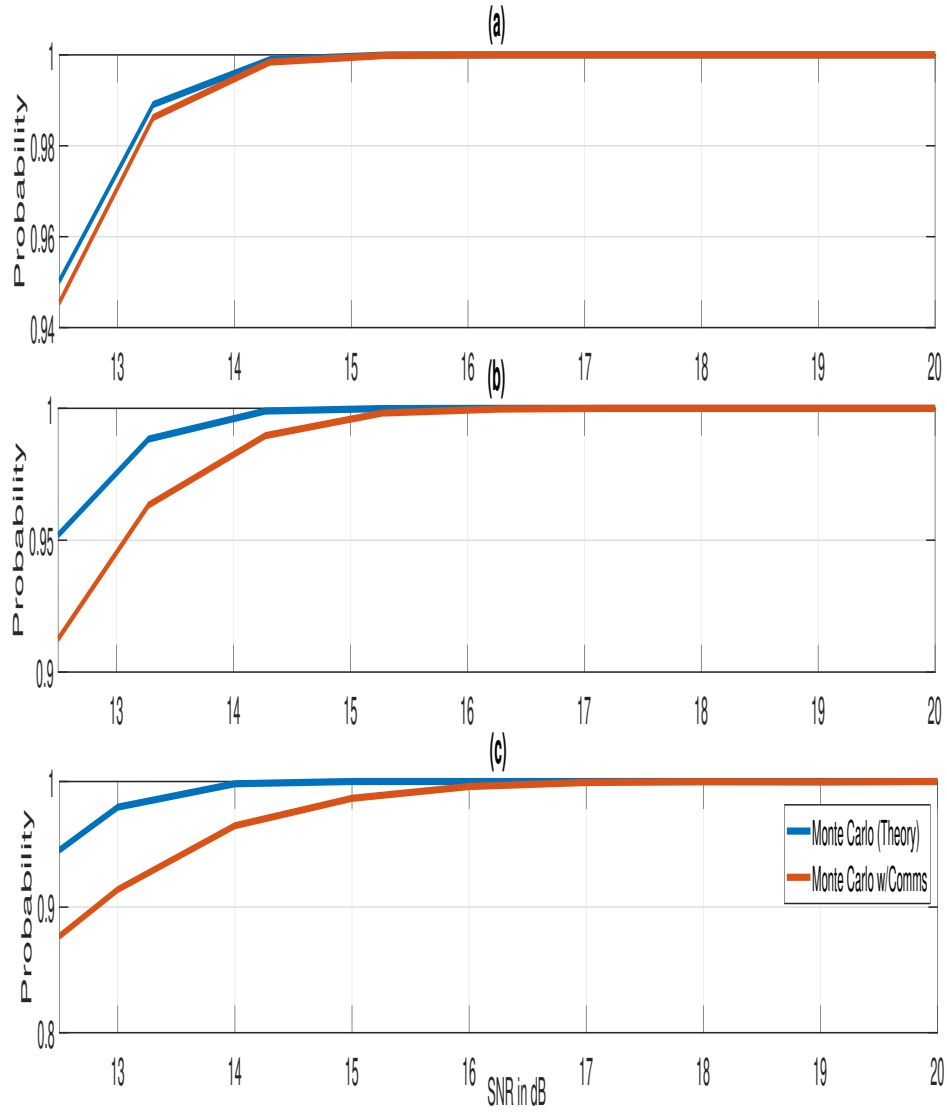 (a)
1
0.98
0.96
0.94
Probability
13 14 15 16 17 18 19 20
(b)
1
0.95
0.9
Probability
13 14 15 16 17 18 19 20
(c)
1
0.9
0.8
Probability
Monte Carlo (Theory)
Monte Carlo w/Comms
13 14 15 16 17 18 19 20
SNR in dB